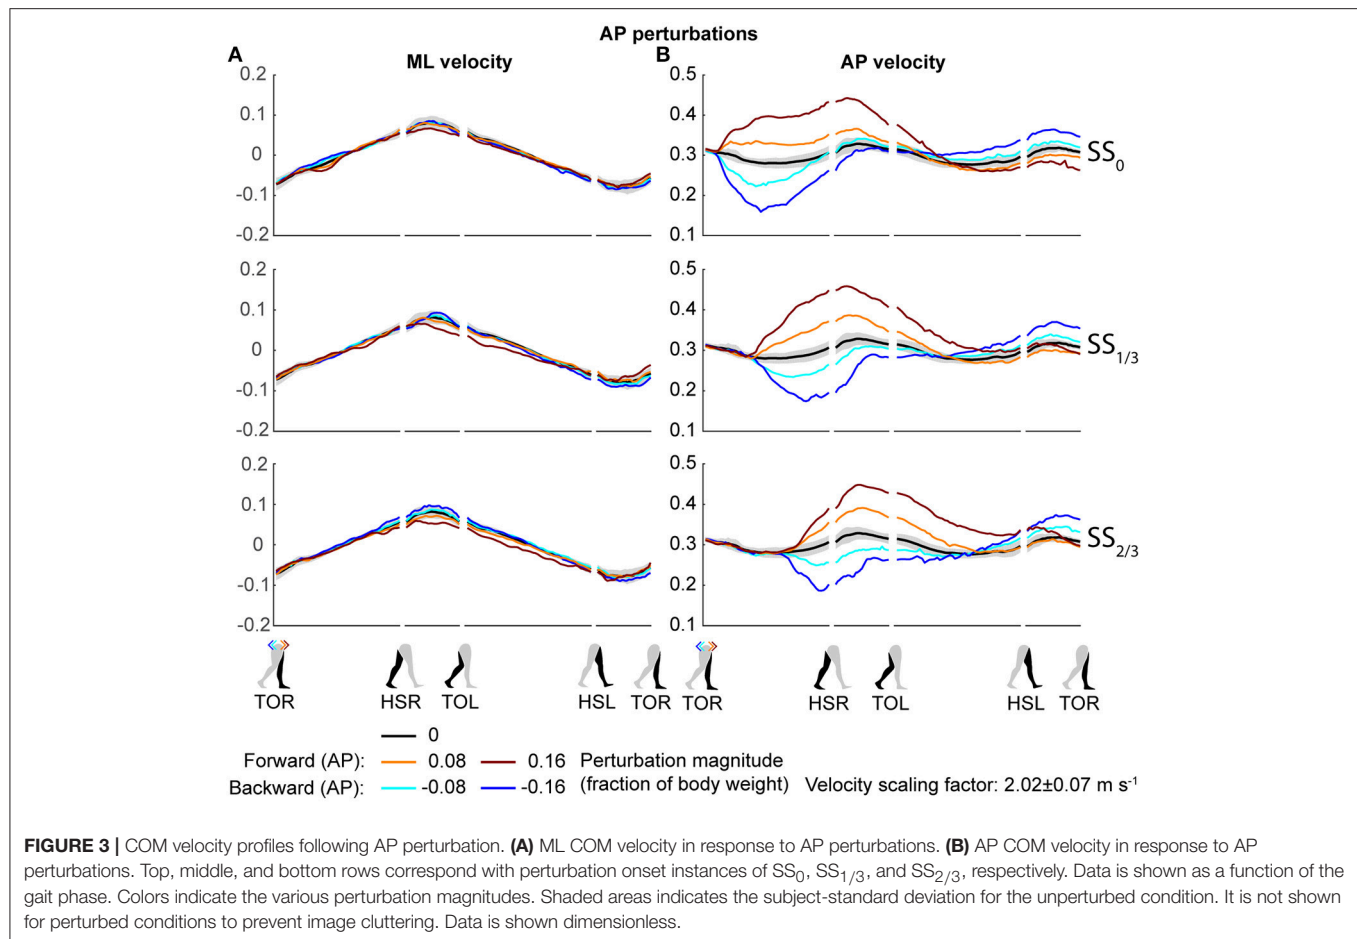 AP perturbations
A
ML velocity
B
AP velocity
0.2
0.1
0
-0.1
-0.2
0.5
0.4
0.3
0.2
0.1
SS0
0.2
0.1
0
-0.1
-0.2
0.5
0.4
0.3
0.2
0.1
SS1/3
0.2
0.1
0
-0.1
-0.2
0.5
0.4
0.3
0.2
0.1
SS2/3
TOR HSR TOL HSL TOR TOR HSR TOL HSL TOR
0
Forward (AP): 0.08 0.16 Perturbation magnitude
Backward (AP): -0.08 -0.16 (fraction of body weight) Velocity scaling factor: 2.02±0.07 m s-1
FIGURE 3 | COM velocity profiles following AP perturbation. (A) ML COM velocity in response to AP perturbations. (B) AP COM velocity in response to AP
perturbations. Top, middle, and bottom rows correspond with perturbation onset instances of SS0, SS1/3, and SS2/3, respectively. Data is shown as a function of the
gait phase. Colors indicate the various perturbation magnitudes. Shaded areas indicates the subject-standard deviation for the unperturbed condition. It is not shown
for perturbed conditions to prevent image cluttering. Data is shown dimensionless.